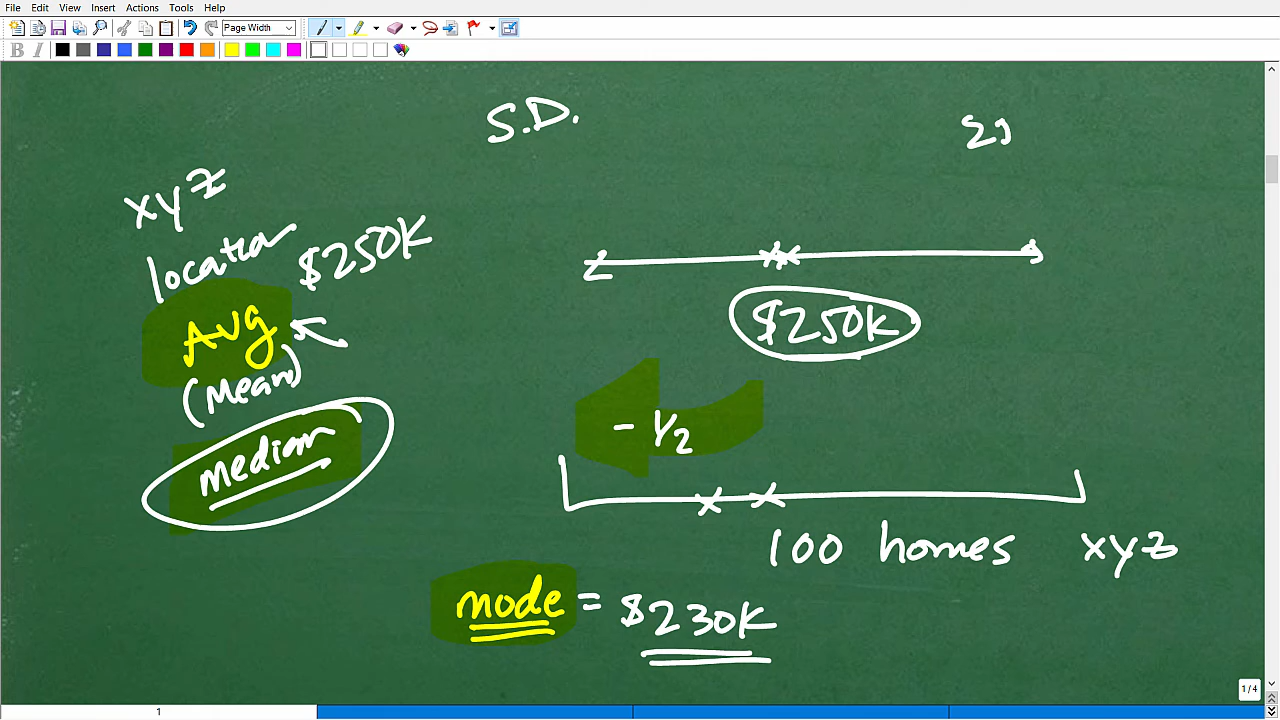 File Edit View Insert Actions Tools Help
Page Width
B I
S.D.
xyz
location
$250K
Avg
(Mean)
median
$250K
- 1/2
100 homes xyz
mode = $230K
1/4
1